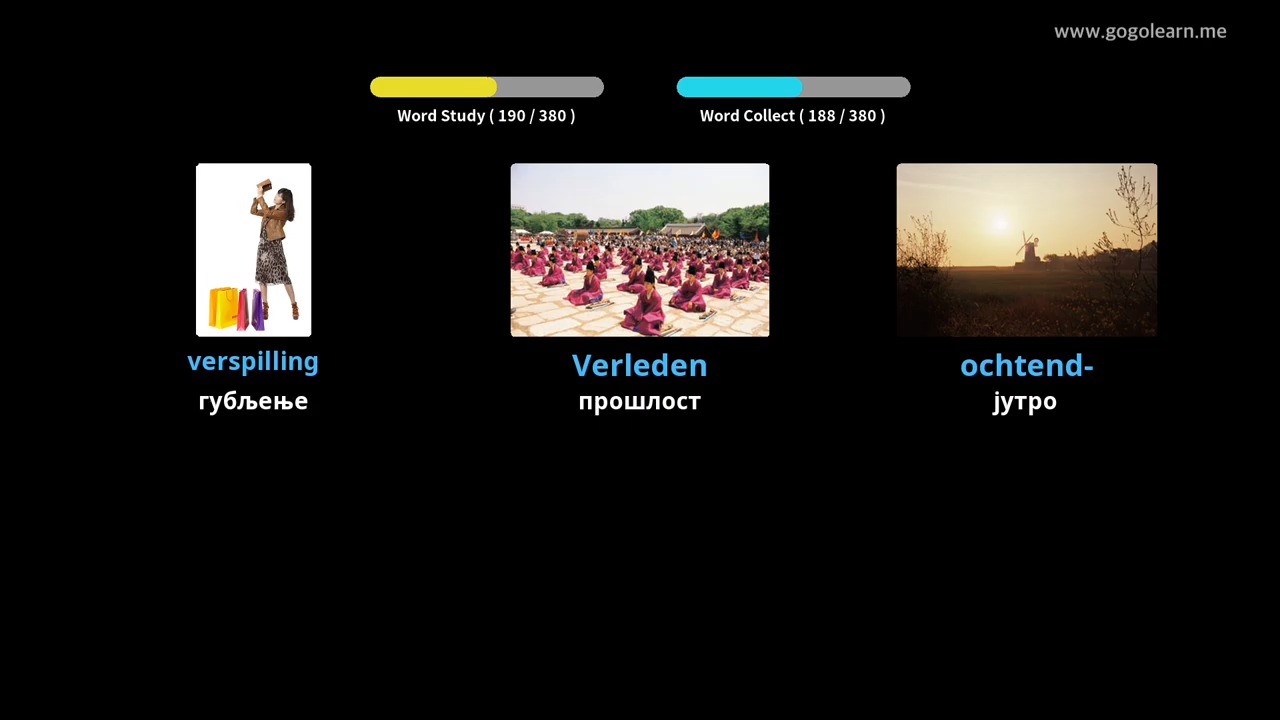 www.gogolearn.me
Word Study ( 190 / 380 )
Word Collect ( 188 / 380 )
verspilling
Verleden
ochtend-
губљење
прошлост
јутро